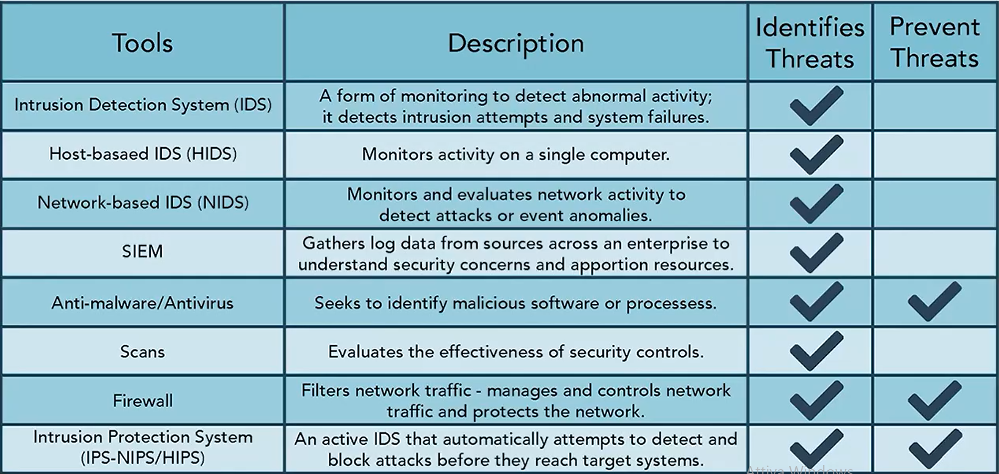 Tools
Description
Identifies
Threats
Prevent
Threats
Intrusion Detection System (IDS)
A form of monitoring to detect abnormal activity;
it detects intrusion attempts and system failures.
Host-basaed IDS (HIDS)
Monitors activity on a single computer.
Network-based IDS (NIDS)
Monitors and evaluates network activity to
detect attacks or event anomalies.
SIEM
Gathers log data from sources across an enterprise to
understand security concerns and apportion resources.
Anti-malware/Antivirus
Seeks to identify malicious software or processess.
Scans
Evaluates the effectiveness of security controls.
Firewall
Filters network traffic - manages and controls network
traffic and protects the network.
Intrusion Protection System
(IPS-NIPS/HIPS)
An active IDS that automatically attempts to detect and
block attacks before they reach target systems.
Attiva Windows